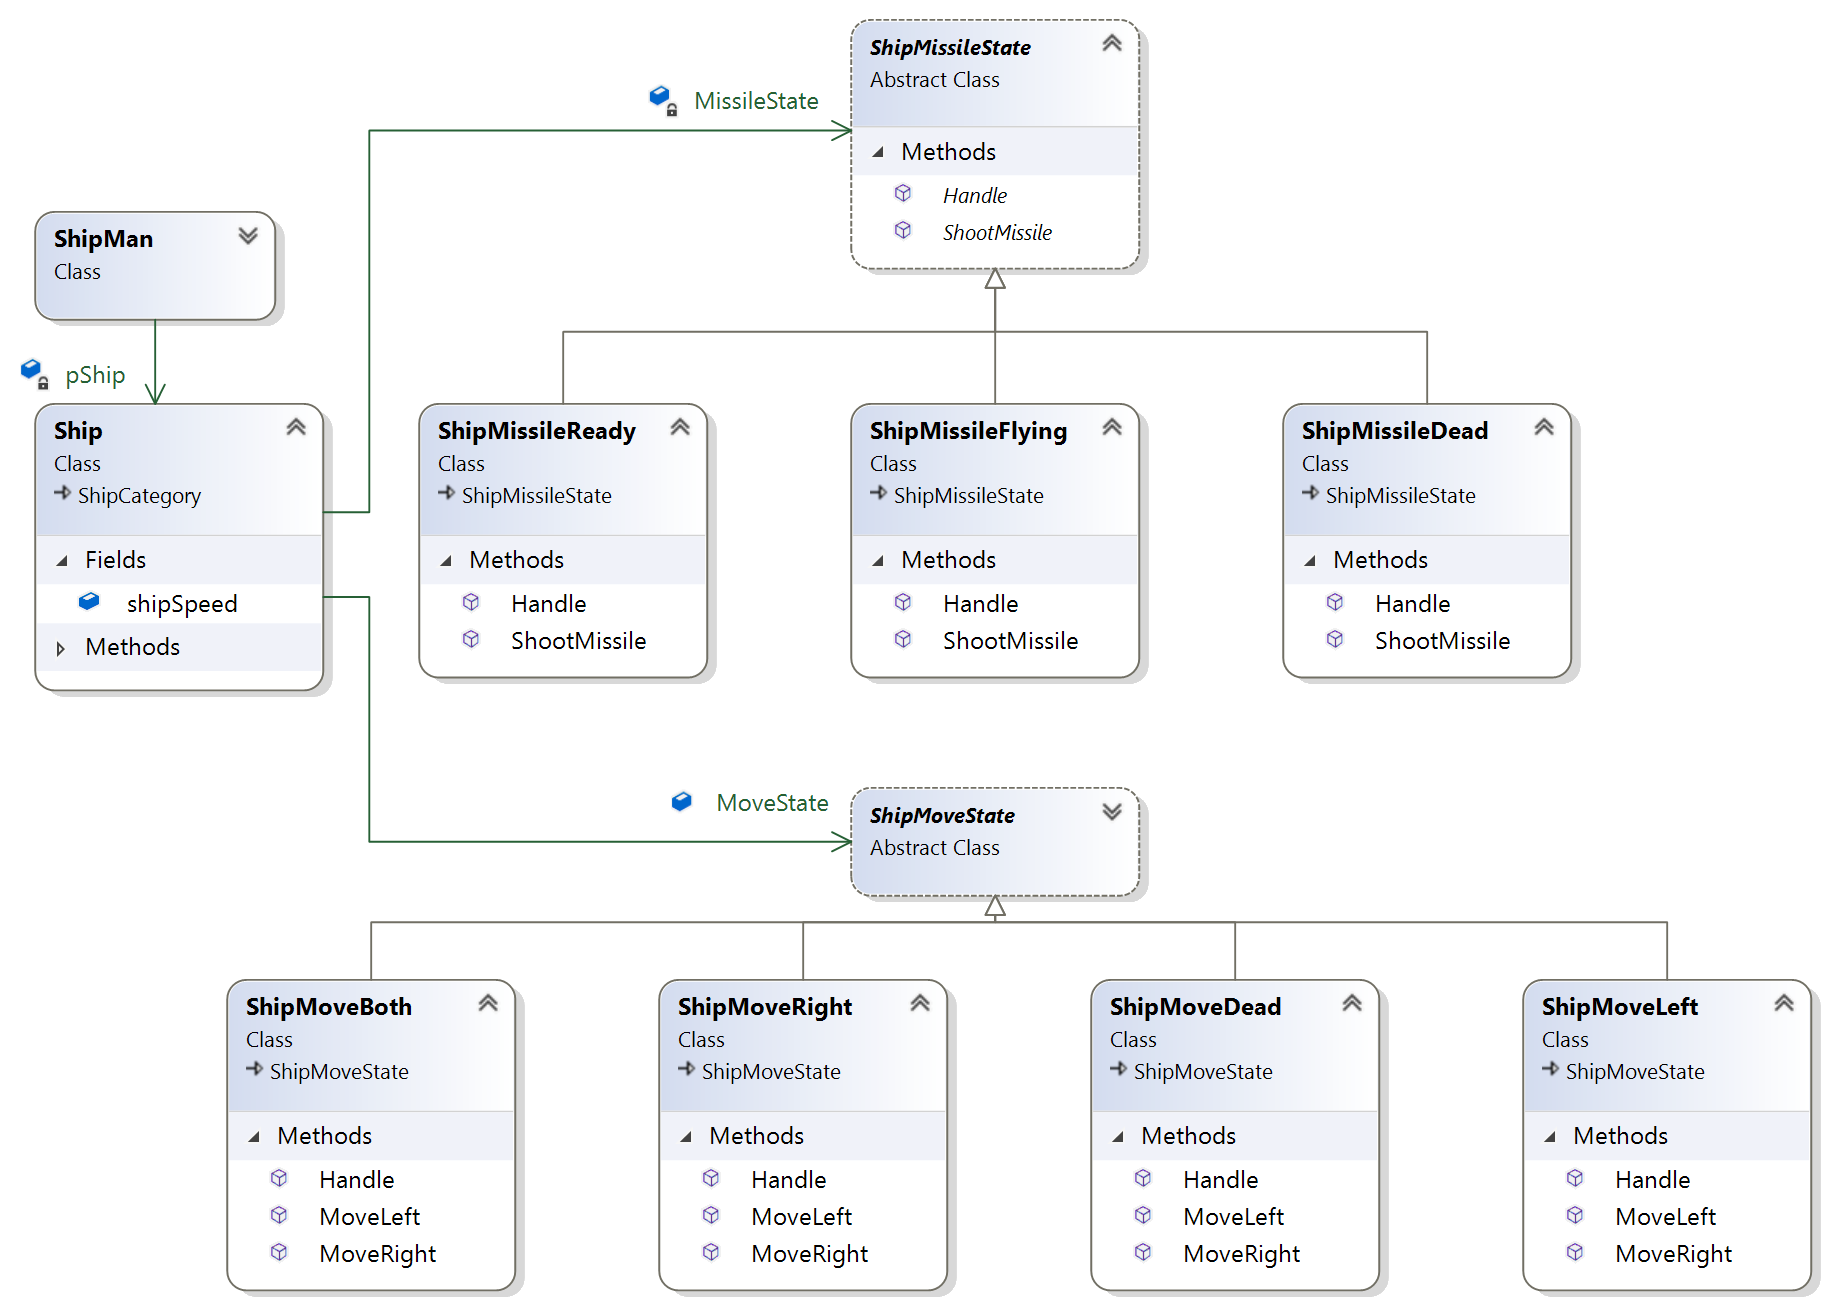 ShipMissileState
Abstract Class
MissileState
Methods
Handle
ShootMissile
ShipMan
Class
pShip
Ship
Class
ShipCategory
Fields
shipSpeed
Methods
ShipMissileReady
Class
ShipMissileState
Methods
Handle
ShootMissile
ShipMissileFlying
Class
ShipMissileState
Methods
Handle
ShootMissile
ShipMissileDead
Class
ShipMissileState
Methods
Handle
ShootMissile
MoveState
ShipMoveState
Abstract Class
ShipMoveBoth
Class
ShipMoveState
Methods
Handle
MoveLeft
MoveRight
ShipMoveRight
Class
ShipMoveState
Methods
Handle
MoveLeft
MoveRight
ShipMoveDead
Class
ShipMoveState
Methods
Handle
MoveLeft
MoveRight
ShipMoveLeft
Class
ShipMoveState
Methods
Handle
MoveLeft
MoveRight